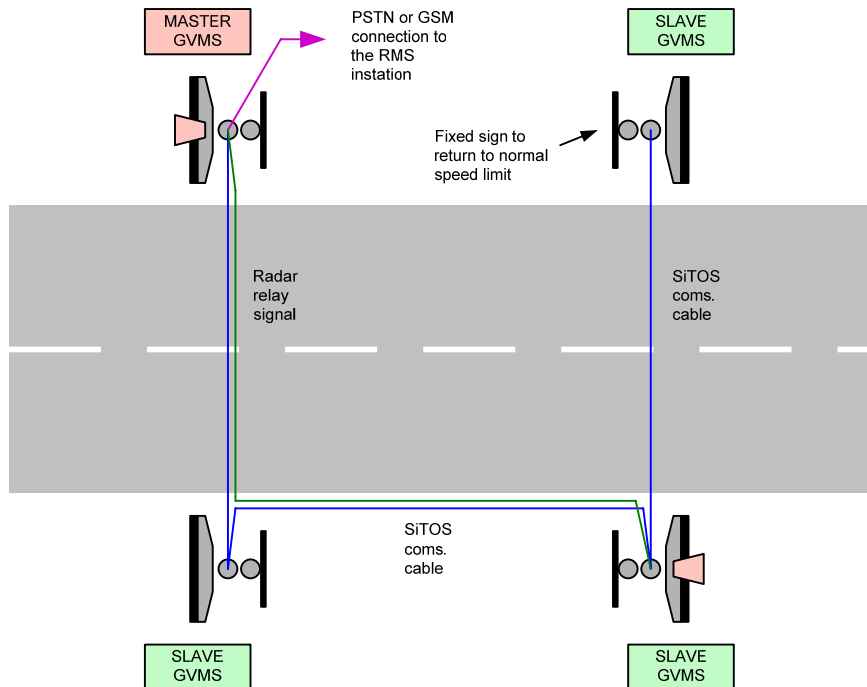 MASTER
GVMS
PSTN or GSM
connection to
the RMS
instation
SLAVE
GVMS
Fixed sign to
return to normal
speed limit
Radar
relay
signal
SiTOS
coms.
cable
SiTOS
coms.
cable
SLAVE
GVMS
SLAVE
GVMS